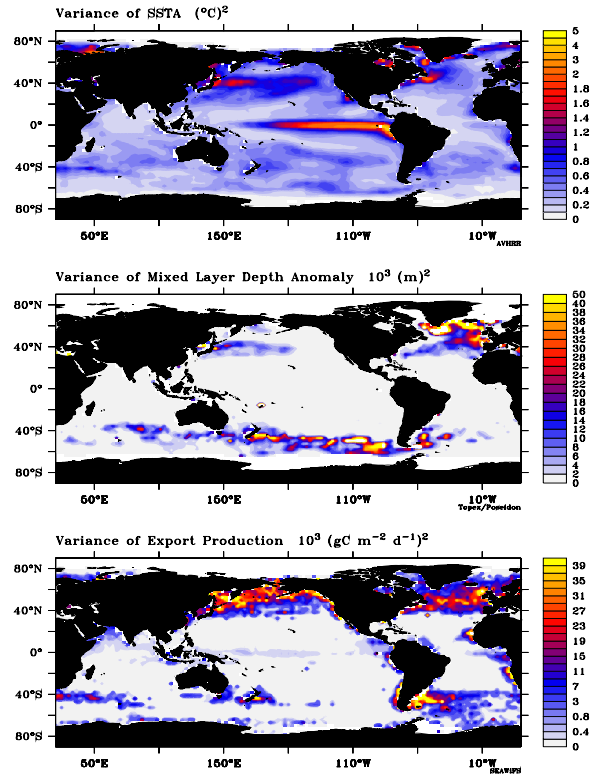 Variance of SSTA (°C)²
80°N
40°N
0°
40°S
80°S
50°E 150°E 110°W 10°W
AVHRR
5
4
3
2
1.8
1.6
1.4
1.2
1
0.8
0.6
0.4
0.2
0
Variance of Mixed Layer Depth Anomaly 10³ (m)²
80°N
40°N
0°
40°S
80°S
50°E 150°E 110°W 10°W
Topex/Poseidon
50
40
38
36
34
32
30
28
26
24
22
20
18
16
14
12
10
8
6
4
2
0
Variance of Export Production 10³ (gC m⁻² d⁻¹)²
80°N
40°N
0°
40°S
80°S
50°E 150°E 110°W 10°W
SEAWiFS
39
35
31
27
23
19
15
11
7
3
0.8
0.4
0